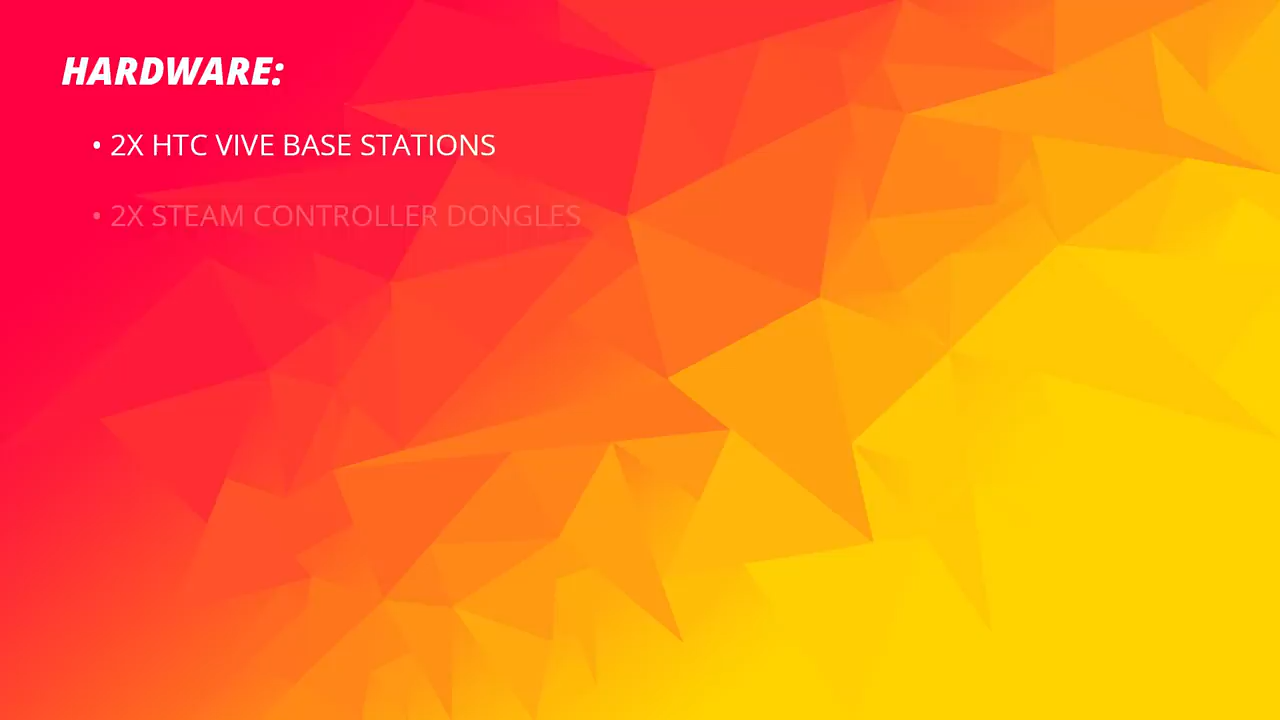 HARDWARE:
• 2X HTC VIVE BASE STATIONS
• 2X STEAM CONTROLLER DONGLES